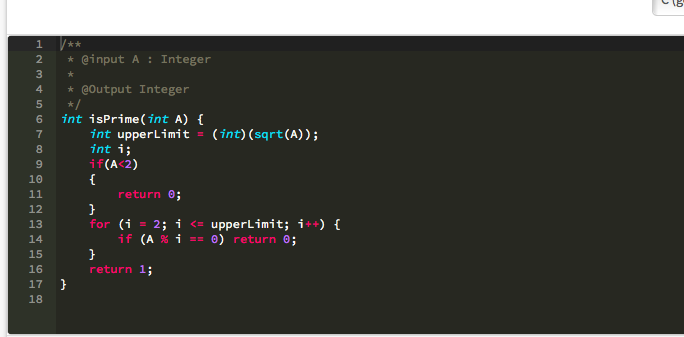 1 /**
2  * @input A : Integer
3  *
4  * @Output Integer
5  */
6 int isPrime(int A) {
7     int upperLimit = (int)(sqrt(A));
8     int i;
9     if(A<2)
10     {
11         return 0;
12     }
13     for (i = 2; i <= upperLimit; i++) {
14         if (A % i == 0) return 0;
15     }
16     return 1;
17 }
18